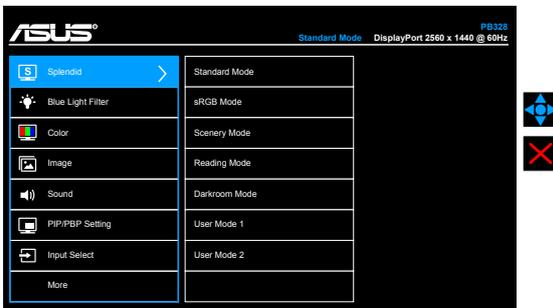 ASUS
PB328
Standard Mode DisplayPort 2560 x 1440 @ 60Hz
S Splendid
Standard Mode
Blue Light Filter
sRGB Mode
Color
Scenery Mode
Image
Reading Mode
Sound
Darkroom Mode
PIP/PBP Setting
User Mode 1
Input Select
User Mode 2
More